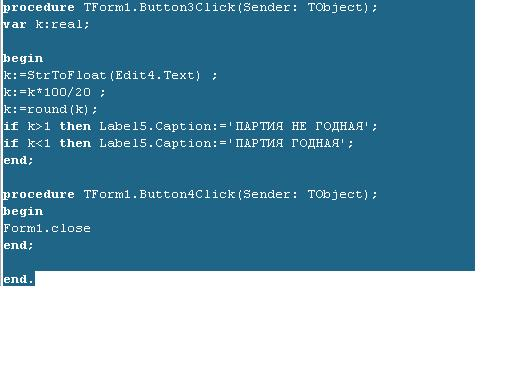 procedure TForm1.Button3Click(Sender: TObject);
var k:real;
begin
k:=StrToFloat(Edit4.Text) ;
k:=k*100/20 ;
k:=round(k);
if k>1 then Label5.Caption:='ПАРТИЯ НЕ ГОДНАЯ';
if k<1 then Label5.Caption:='ПАРТИЯ ГОДНАЯ';
end;
procedure TForm1.Button4Click(Sender: TObject);
begin
Form1.close
end;
end.